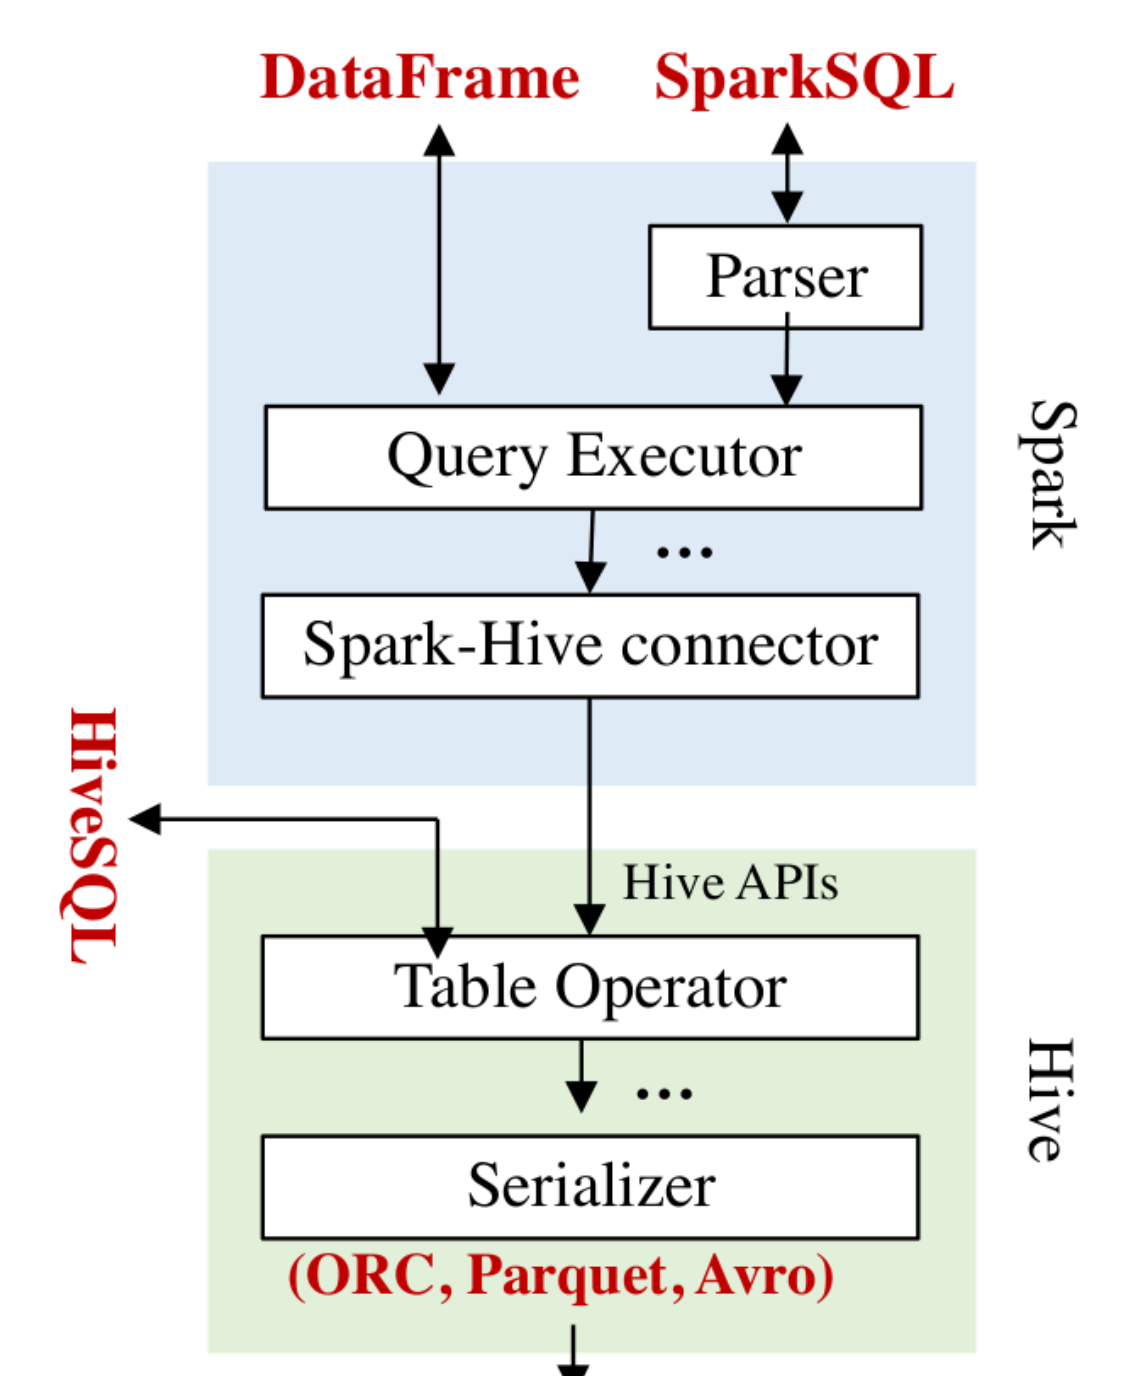 DataFrame SparkSQL
Parser
Query Executor
...
Spark-Hive connector
Spark
HiveSQL
Hive APIs
Table Operator
...
Serializer
(ORC, Parquet, Avro)
Hive